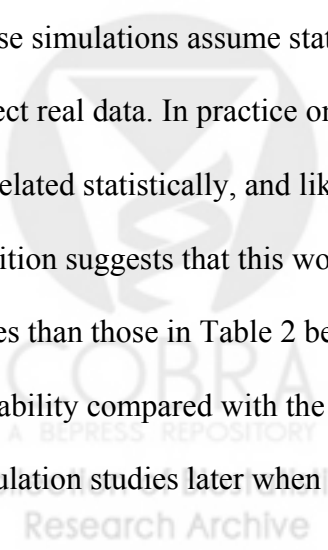 se simulations assume stat
ect real data. In practice or
elated statistically, and lik
ition suggests that this wo
es than those in Table 2 be
COBRA
ability compared with the
A BEPRESS REPOSITORY
ulation studies later when
Research Archive